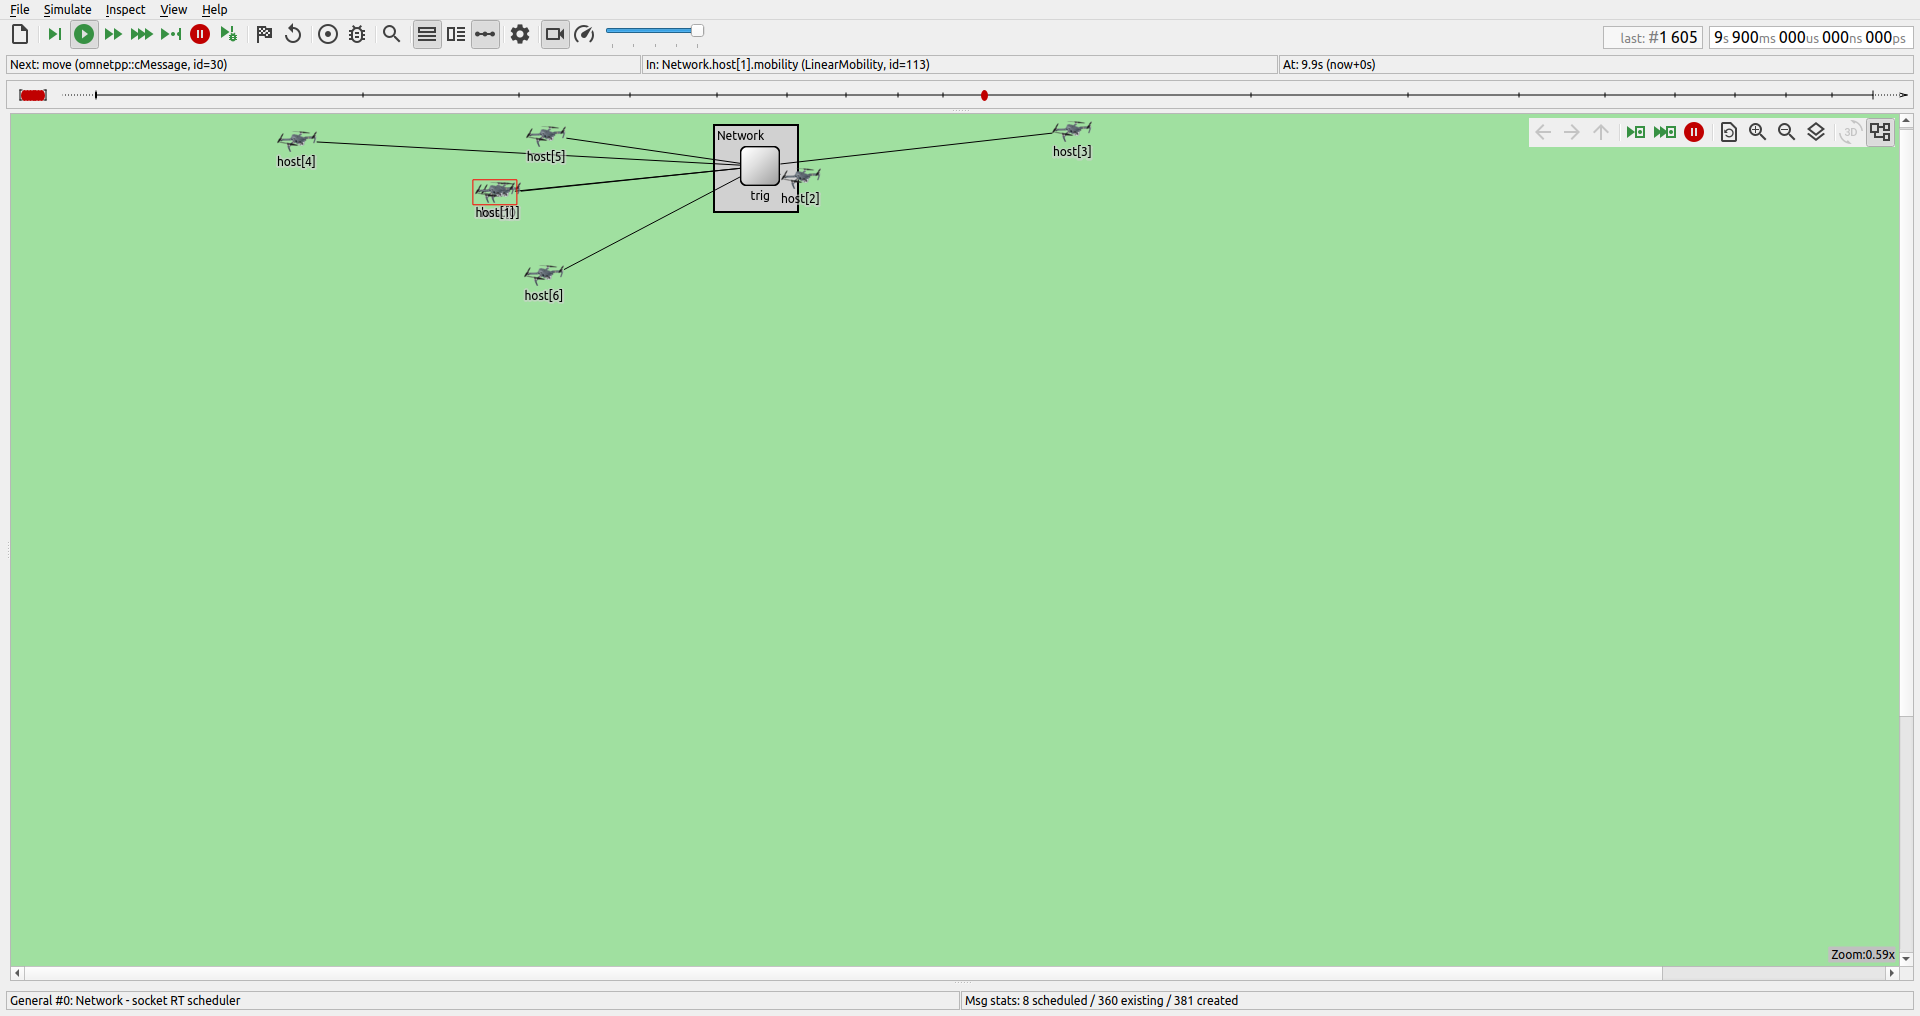 File Simulate Inspect View Help
last: #1 605
9s 900ms 000us 000ns 000ps
Next: move (omnetpp::cMessage, id=30)
In: Network.host[1].mobility (LinearMobility, id=113)
At: 9.9s (now+0s)
Network
3D
host[4]
host[5]
host[3]
trig
host[2]
host[1]
host[6]
Zoom:0.59x
General #0: Network - socket RT scheduler
Msg stats: 8 scheduled / 360 existing / 381 created